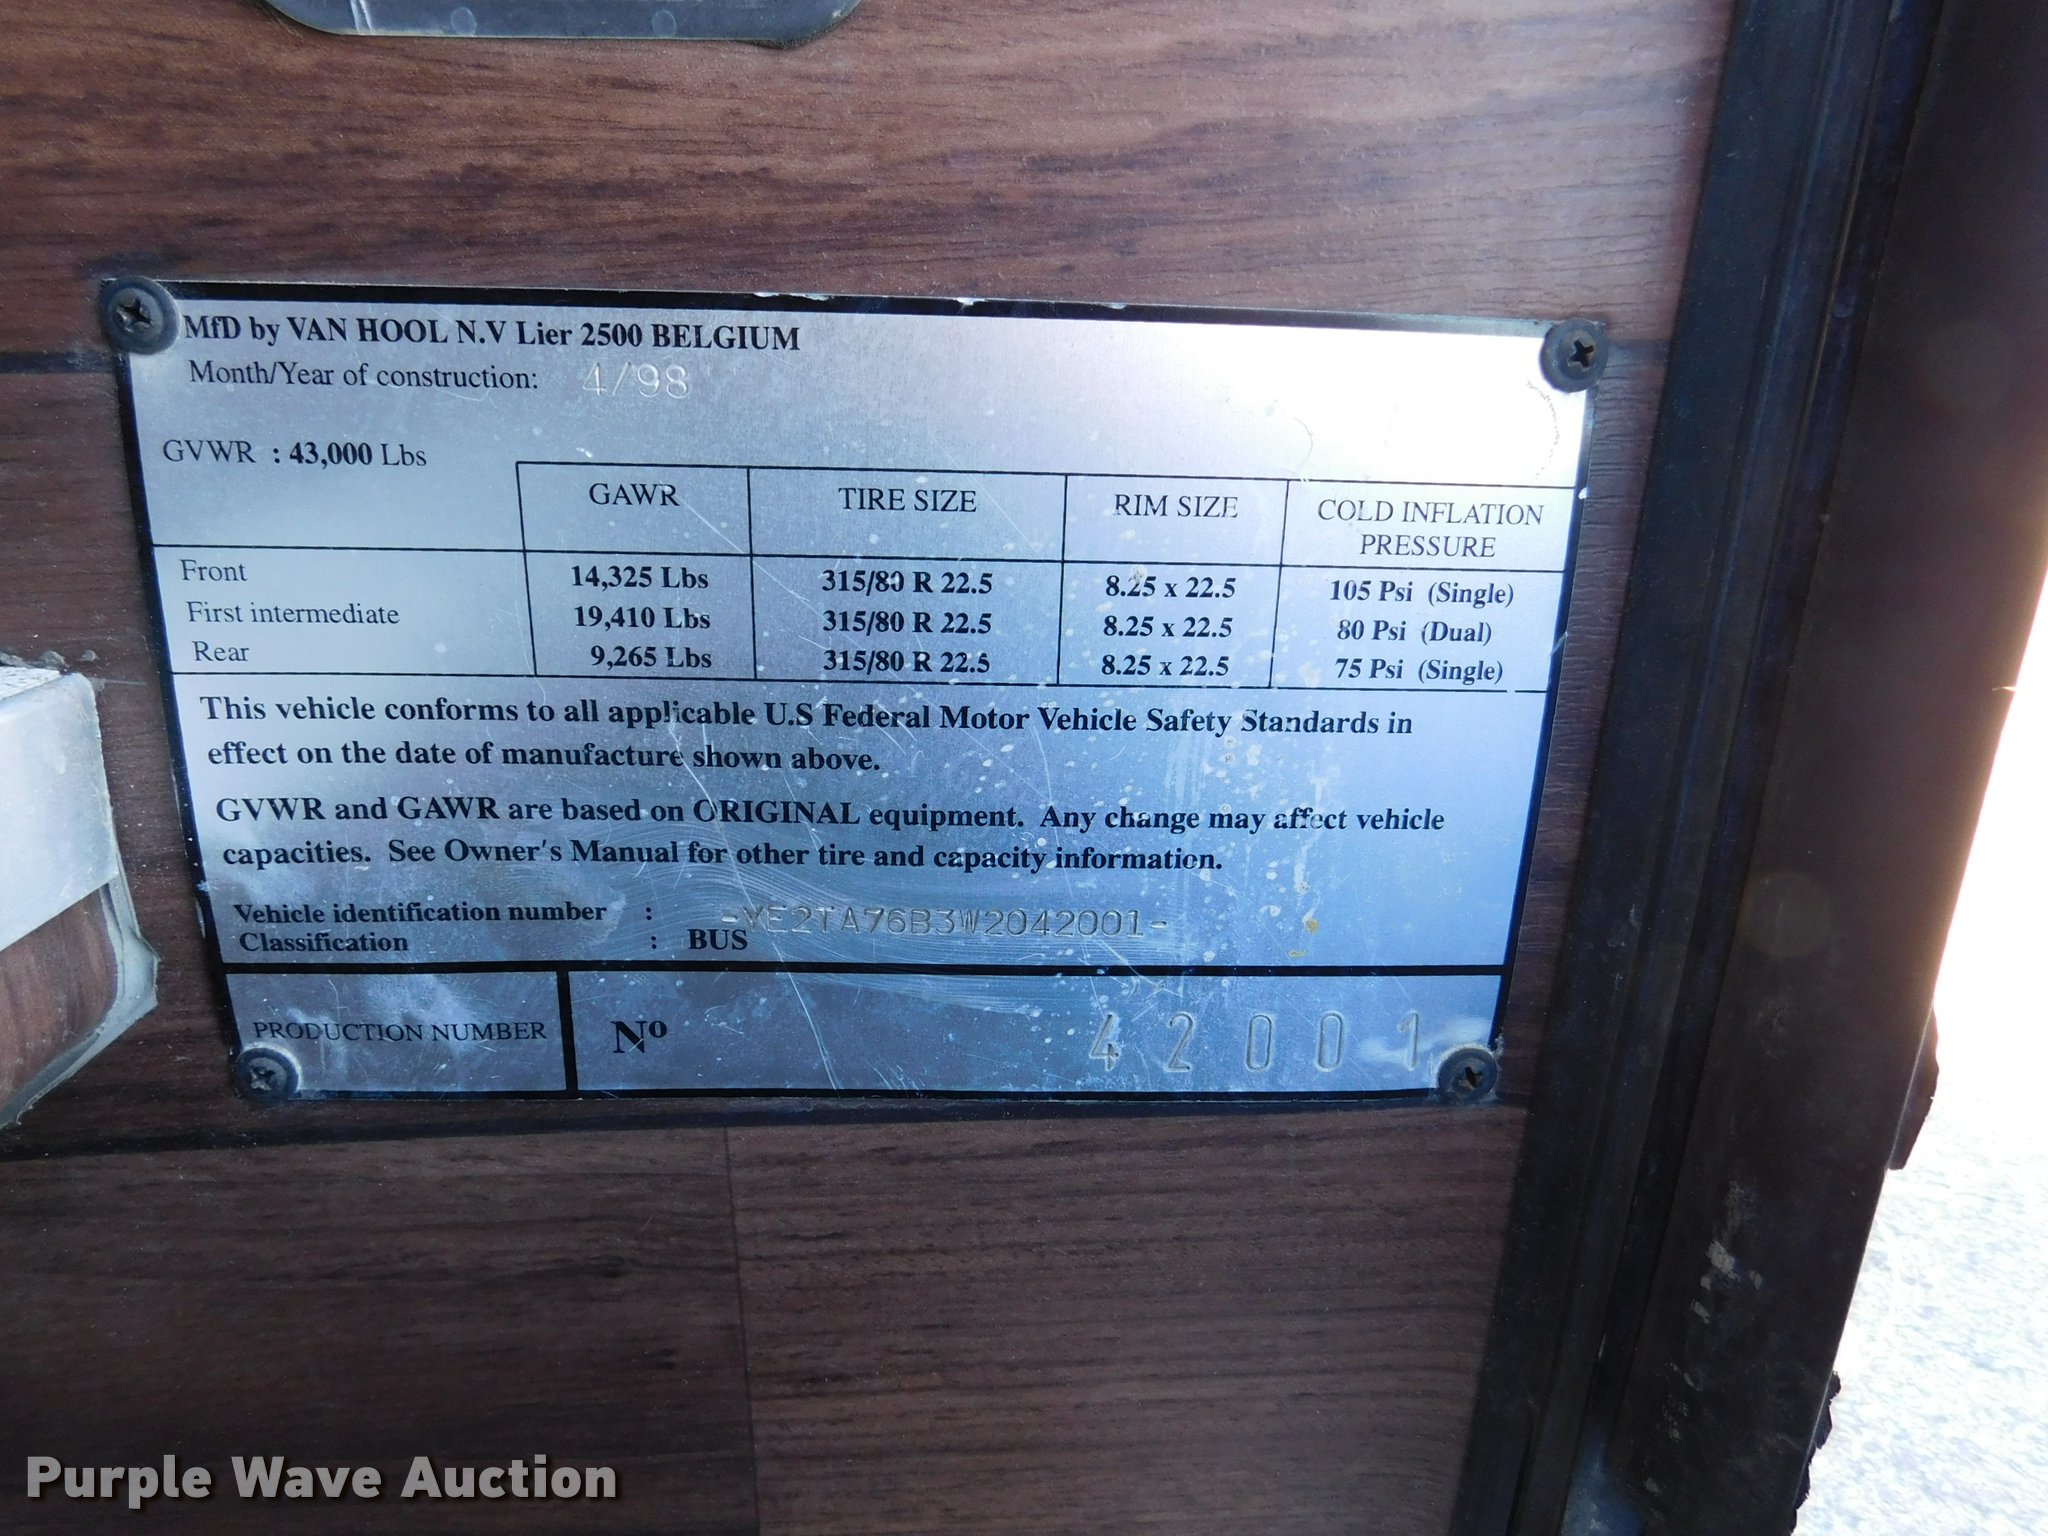 MfD by VAN HOOL N.V Lier 2500 BELGIUM
Month/Year of construction: 4/98
GVWR : 43,000 Lbs
GAWR TIRE SIZE RIM SIZE COLD INFLATION PRESSURE
Front 14,325 Lbs 315/80 R 22.5 8.25 x 22.5 105 Psi (Single)
First intermediate 19,410 Lbs 315/80 R 22.5 8.25 x 22.5 80 Psi (Dual)
Rear 9,265 Lbs 315/80 R 22.5 8.25 x 22.5 75 Psi (Single)
This vehicle conforms to all applicable U.S Federal Motor Vehicle Safety Standards in
effect on the date of manufacture shown above.
GVWR and GAWR are based on ORIGINAL equipment. Any change may affect vehicle
capacities. See Owner's Manual for other tire and capacity information.
Vehicle identification number : -YE2TA76B3W2042001-
Classification : BUS
PRODUCTION NUMBER Nº 42001
Purple Wave Auction